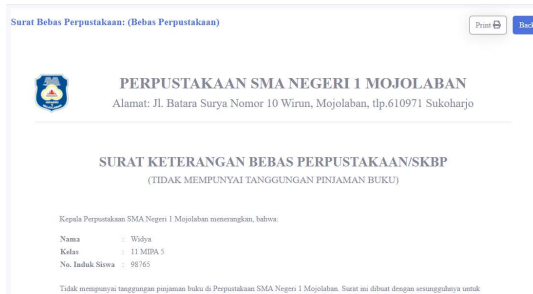 Surat Bebas Perpustakaan: (Bebas Perpustakaan)
Print
Back
PERPUSTAKAAN SMA NEGERI 1 MOJOLABAN
Alamat: Jl. Batara Surya Nomor 10 Wirun, Mojolaban, tlp.610971 Sukoharjo
SURAT KETERANGAN BEBAS PERPUSTAKAAN/SKBP
(TIDAK MEMPUNYAI TANGGUNGAN PINJAMAN BUKU)
Kepala Perpustakaan SMA Negeri 1 Mojolaban menerangkan, bahwa:
Nama : Widya
Kelas : 11 MIPA 5
No. Induk Siswa : 98765
Tidak mempunyai tanggungan pinjaman buku di Perpustakaan SMA Negeri 1 Mojolaban. Surat ini dibuat dengan sesungguhnya untuk